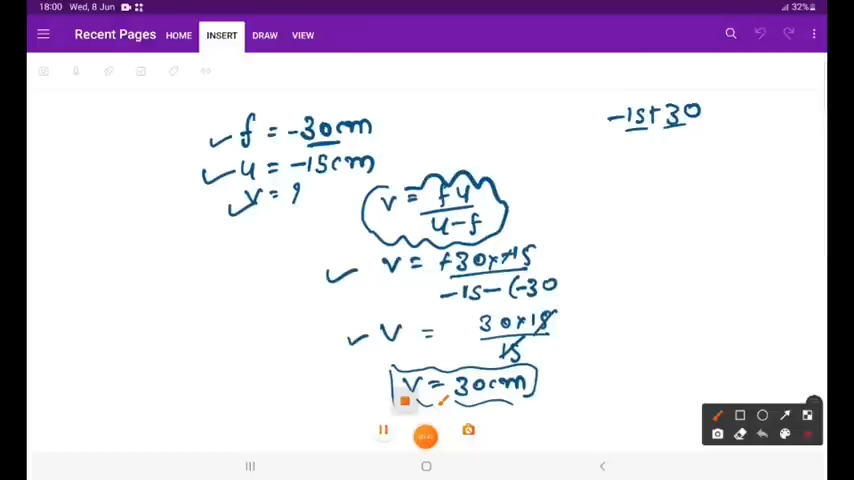 18:00 Wed, 8 Jun 32%
Recent Pages HOME INSERT DRAW VIEW
-15+30
f = -30cm
u = -15cm
v = ?
v = fu/u-f
v = +30×+15/-15-(-30
v = 30×15/15
v = 30cm